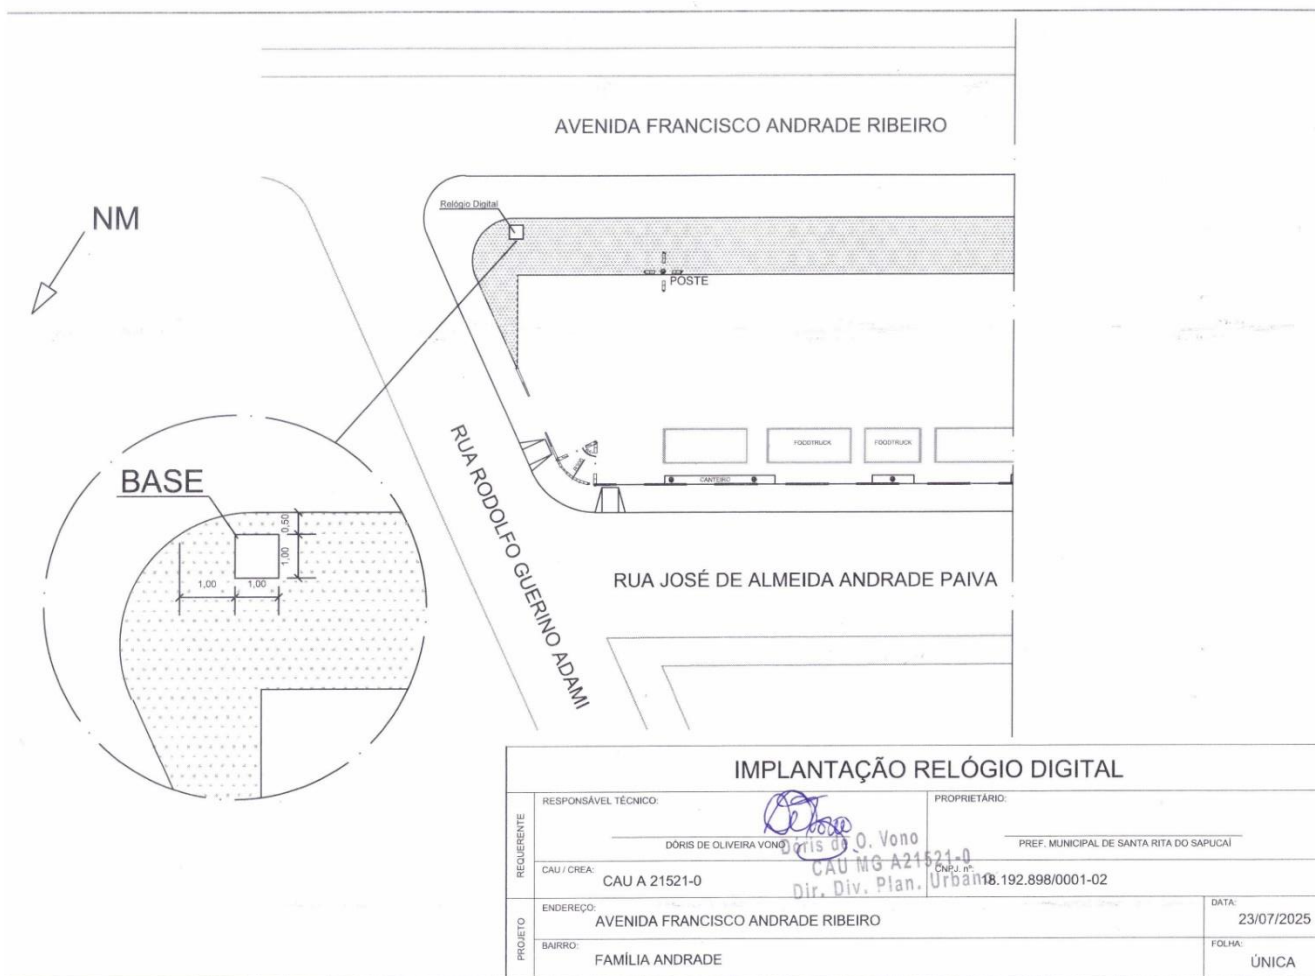 AVENIDA FRANCISCO ANDRADE RIBEIRO
NM
Relógio Digital
POSTE
FOODTRUCK
FOODTRUCK
CANTEIRO
RUA RODOLFO GUERINO ADAMI
BASE
0,50
1,00
1,00
1,00
RUA JOSÉ DE ALMEIDA ANDRADE PAIVA
IMPLANTAÇÃO RELÓGIO DIGITAL
REQUERENTE
RESPONSÁVEL TÉCNICO:
DÓRIS DE OLIVEIRA VONO
PROPRIETÁRIO:
PREF. MUNICIPAL DE SANTA RITA DO SAPUCAÍ
Dóris de O. Vono
CAU MG A21521-0
Dir. Div. Plan. Urbano
CAU / CREA:
CAU A 21521-0
CNPJ. nº:
18.192.898/0001-02
PROJETO
ENDEREÇO:
AVENIDA FRANCISCO ANDRADE RIBEIRO
DATA:
23/07/2025
BAIRRO:
FAMÍLIA ANDRADE
FOLHA:
ÚNICA